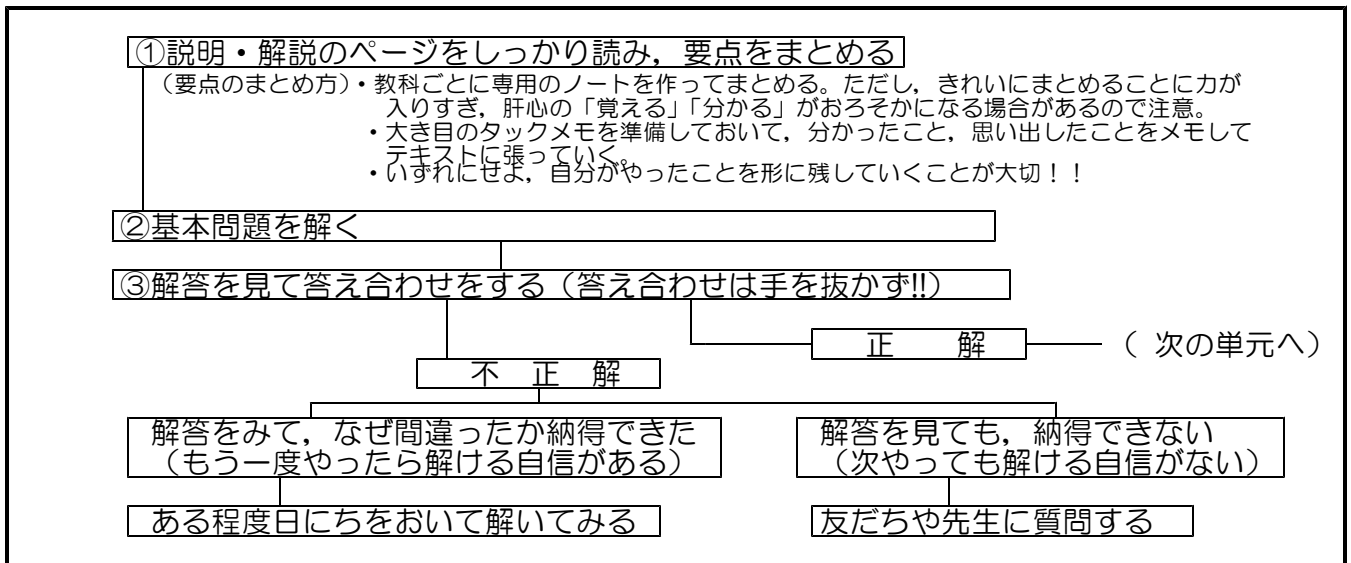 ①説明・解説のページをしっかり読み，要点をまとめる
（要点のまとめ方）・教科ごとに専用のノートを作ってまとめる。ただし，きれいにまとめることに力が
入りすぎ，肝心の「覚える」「分かる」がおろそかになる場合があるので注意。
・大き目のタックメモを準備しておいて，分かったこと，思い出したことをメモして
テキストに張っていく。
・いずれにせよ，自分がやったことを形に残していくことが大切！！
②基本問題を解く
③解答を見て答え合わせをする（答え合わせは手を抜かず!!）
正　解 （ 次の単元へ）
不　正　解
解答をみて，なぜ間違ったか納得できた
（もう一度やったら解ける自信がある）
解答を見ても，納得できない
（次やっても解ける自信がない）
ある程度日にちをおいて解いてみる
友だちや先生に質問する